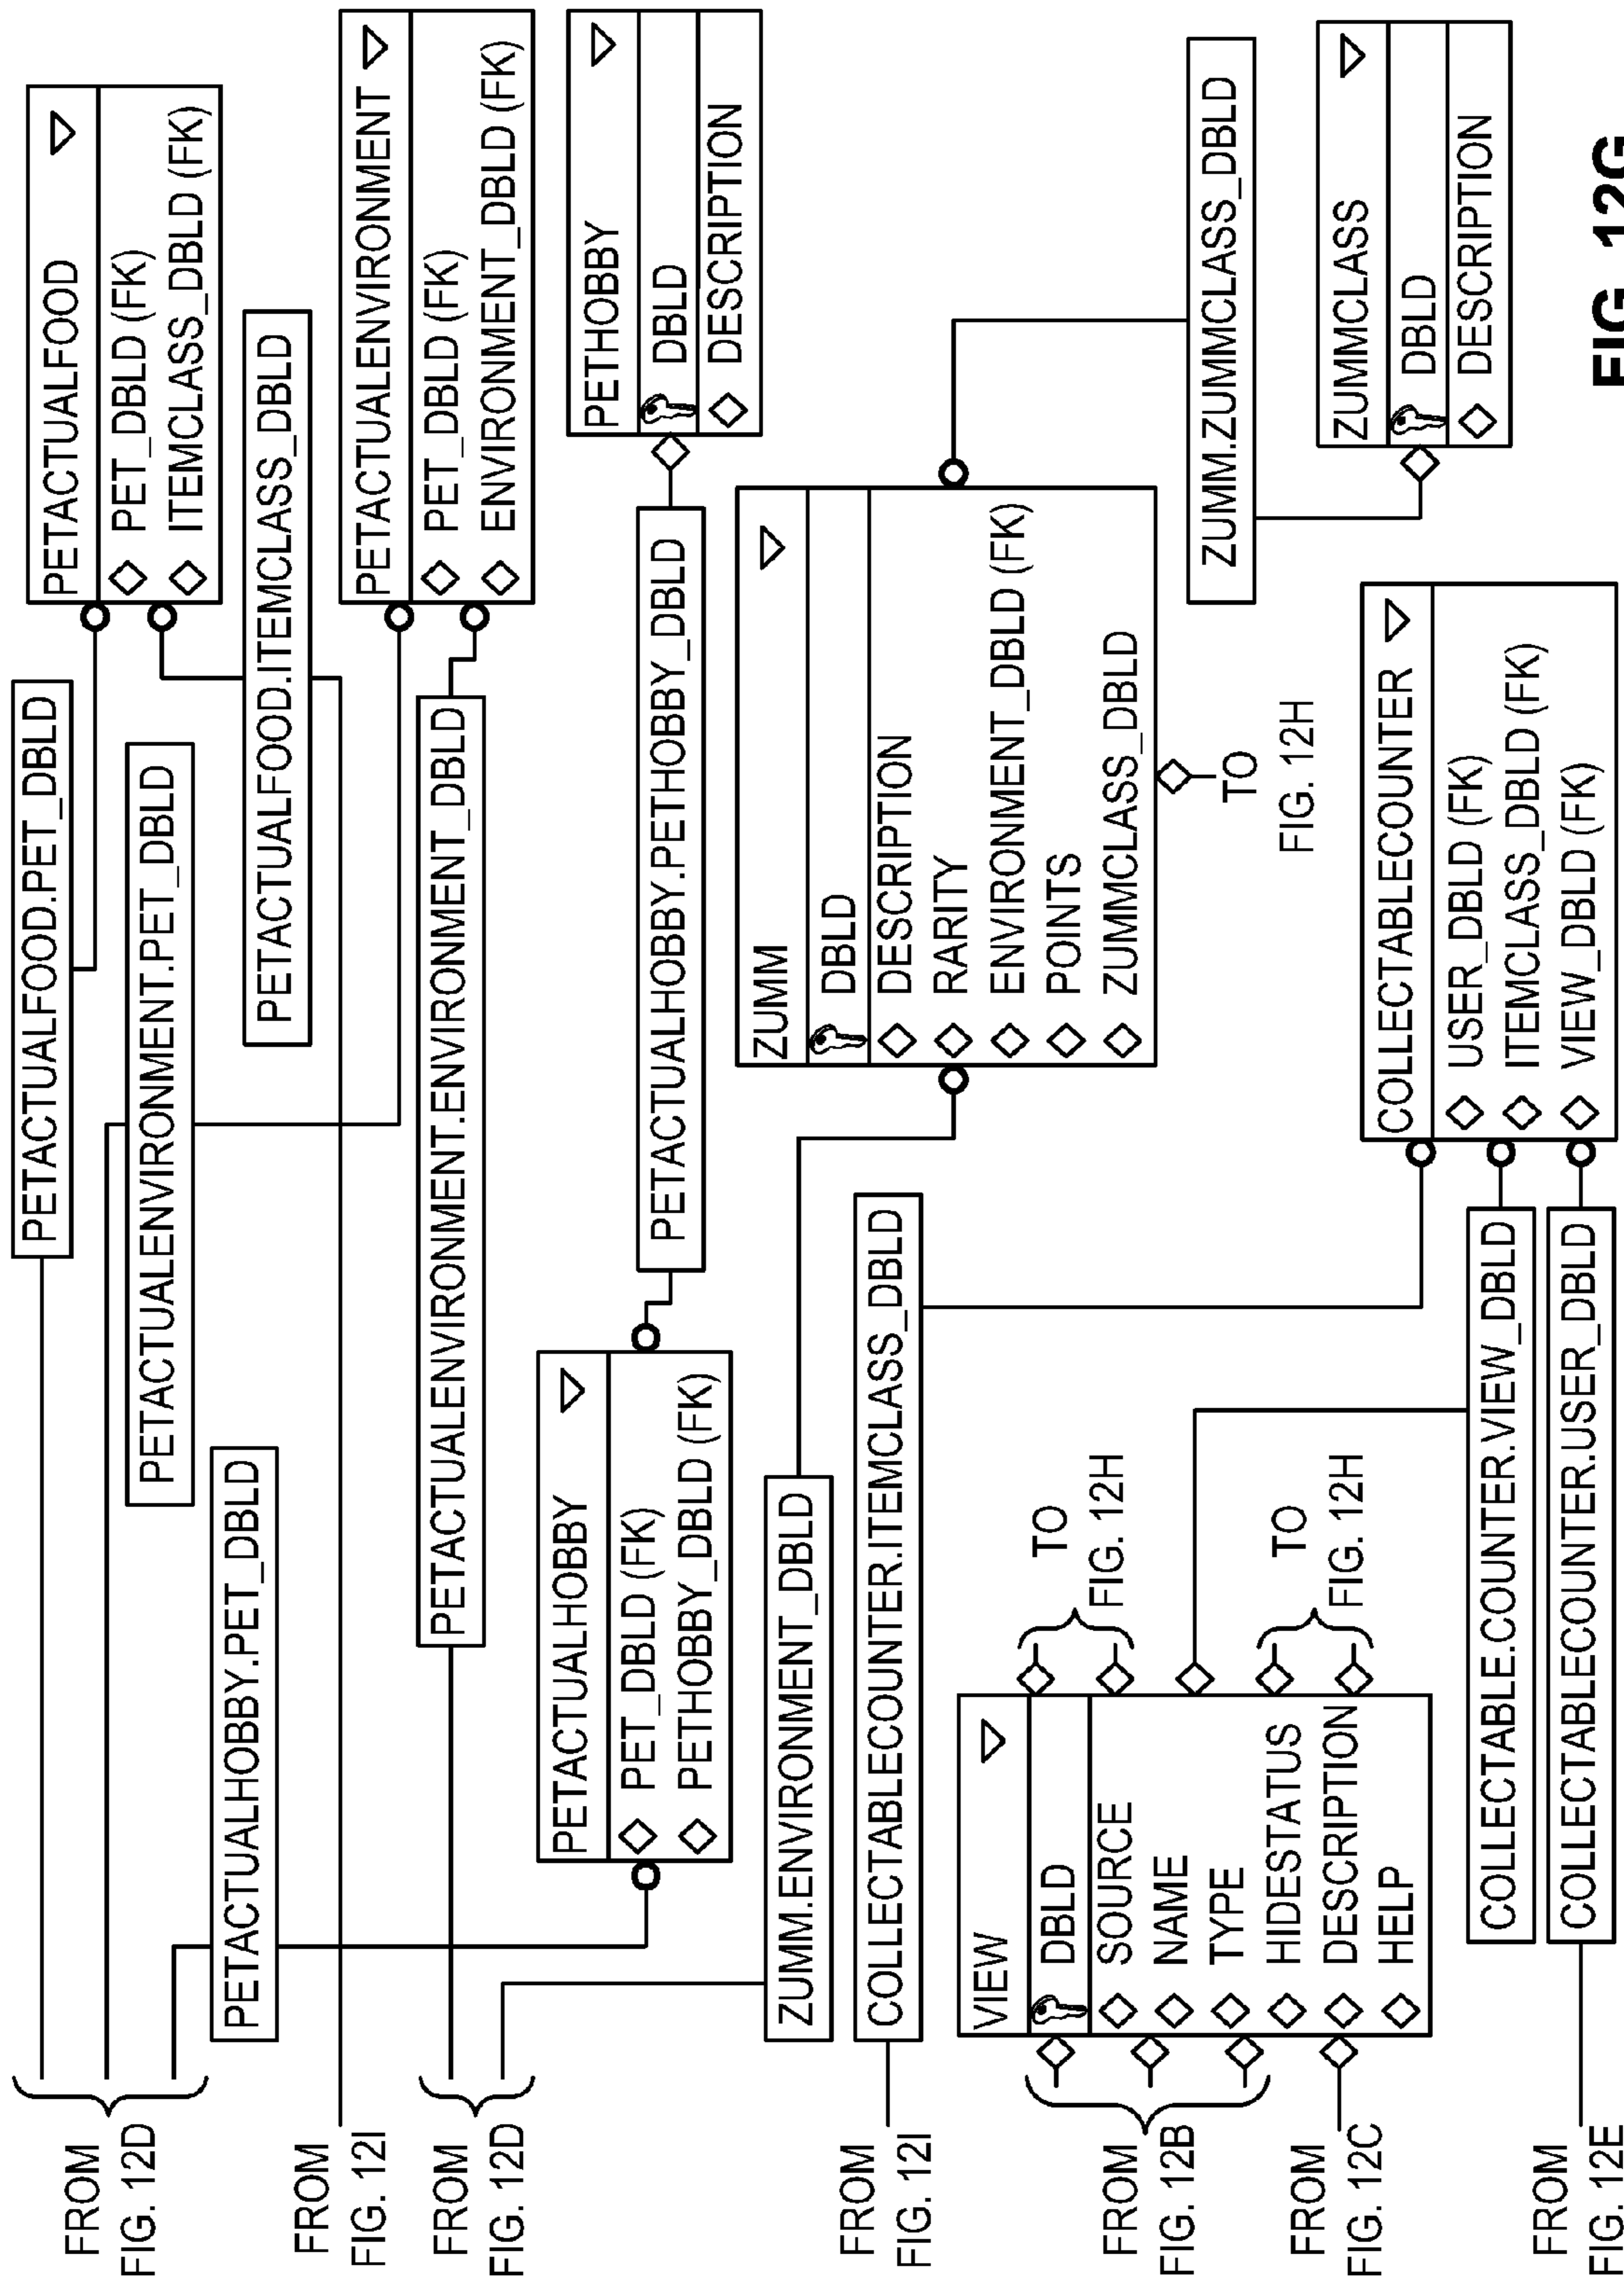 FROM
FIG. 12D
PETACTUALFOOD.PET_DBLD
PETACTUALFOOD
PET_DBLD (FK)
ITEMCLASS_DBLD (FK)
PETACTUALENVIRONMENT.PET_DBLD
PETACTUALHOBBY.PET_DBLD
PETACTUALFOOD.ITEMCLASS_DBLD
FROM
FIG. 12I
PETACTUALENVIRONMENT
PET_DBLD (FK)
ENVIRONMENT_DBLD (FK)
FROM
FIG. 12D
PETACTUALENVIRONMENT.ENVIRONMENT_DBLD
PETACTUALHOBBY
PET_DBLD (FK)
PETHOBBY_DBLD (FK)
PETACTUALHOBBY.PETHOBBY_DBLD
PETHOBBY
DBLD
DESCRIPTION
ZUMM.ENVIRONMENT_DBLD
ZUMM
DBLD
DESCRIPTION
RARITY
ENVIRONMENT_DBLD (FK)
POINTS
ZUMMCLASS_DBLD
TO
FIG. 12H
ZUMM.ZUMMCLASS_DBLD
ZUMMCLASS
DBLD
DESCRIPTION
FROM
FIG. 12I
COLLECTABLECOUNTER.ITEMCLASS_DBLD
FROM
FIG. 12B
FROM
FIG. 12C
VIEW
DBLD
SOURCE
NAME
TYPE
HIDESTATUS
DESCRIPTION
HELP
TO
FIG. 12H
TO
FIG. 12H
COLLECTABLECOUNTER
USER_DBLD (FK)
ITEMCLASS_DBLD (FK)
VIEW_DBLD (FK)
COLLECTABLE.COUNTER.VIEW_DBLD
FROM
FIG. 12E
COLLECTABLECOUNTER.USER_DBLD
FIG. 12G